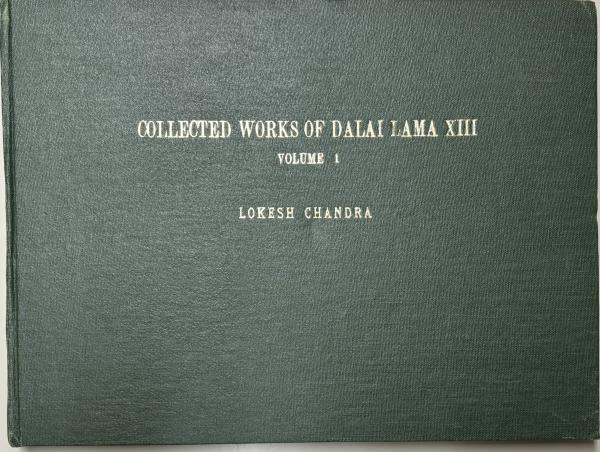 COLLECTED WORKS OF DALAI LAMA XIII
VOLUME 1
LOKESH CHANDRA